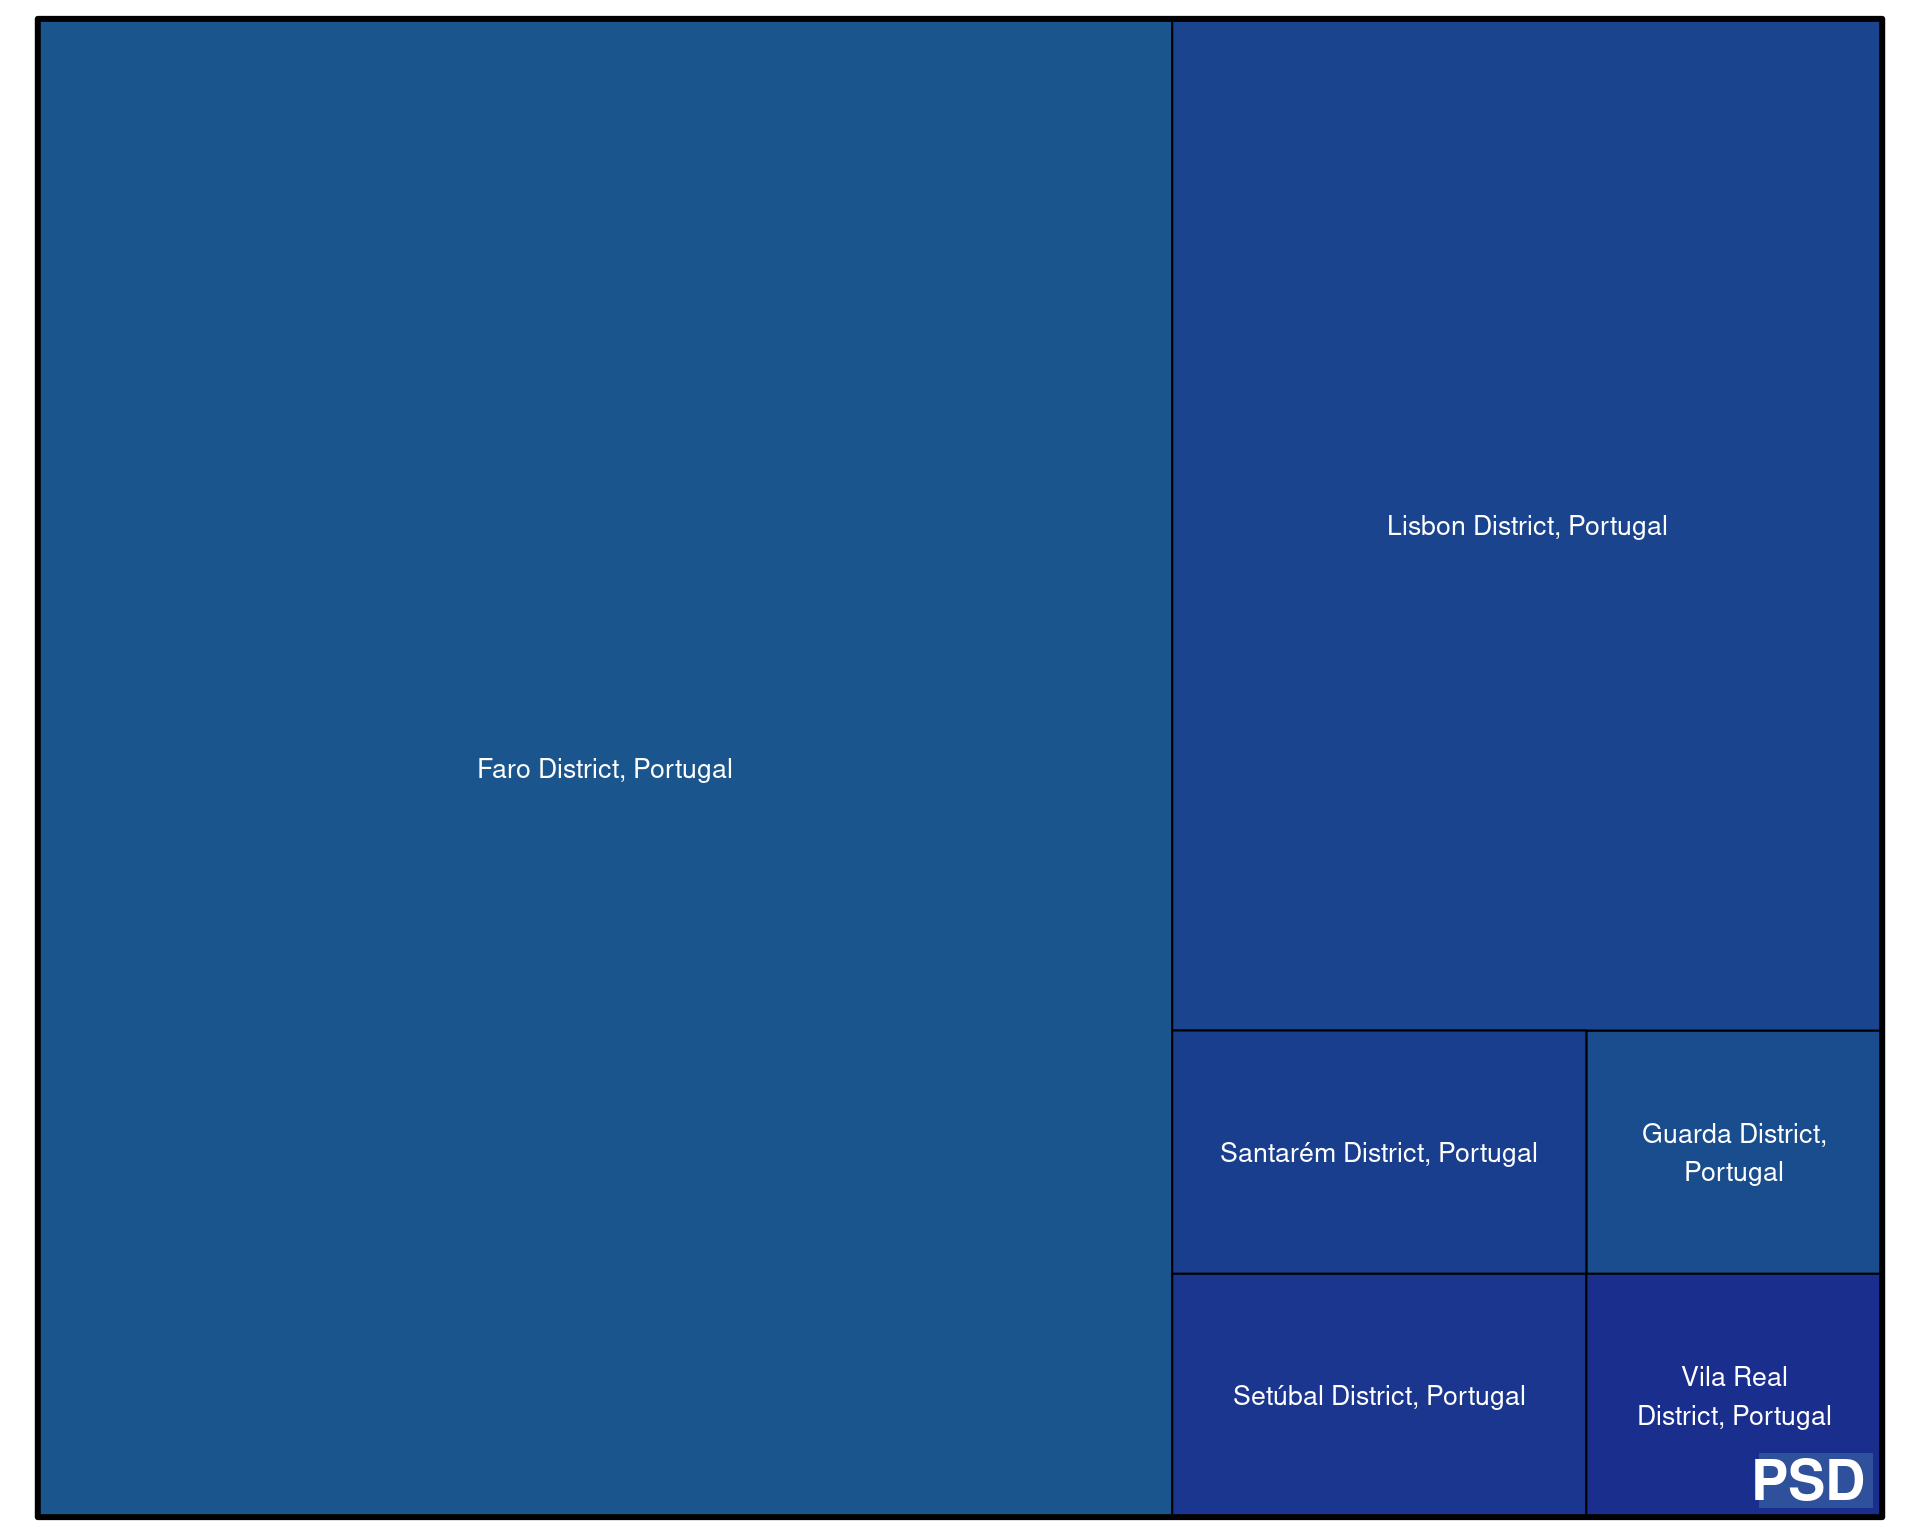 Faro District, Portugal
Lisbon District, Portugal
Santarém District, Portugal
Guarda District,
Portugal
Setúbal District, Portugal
Vila Real
District, Portugal
PSD